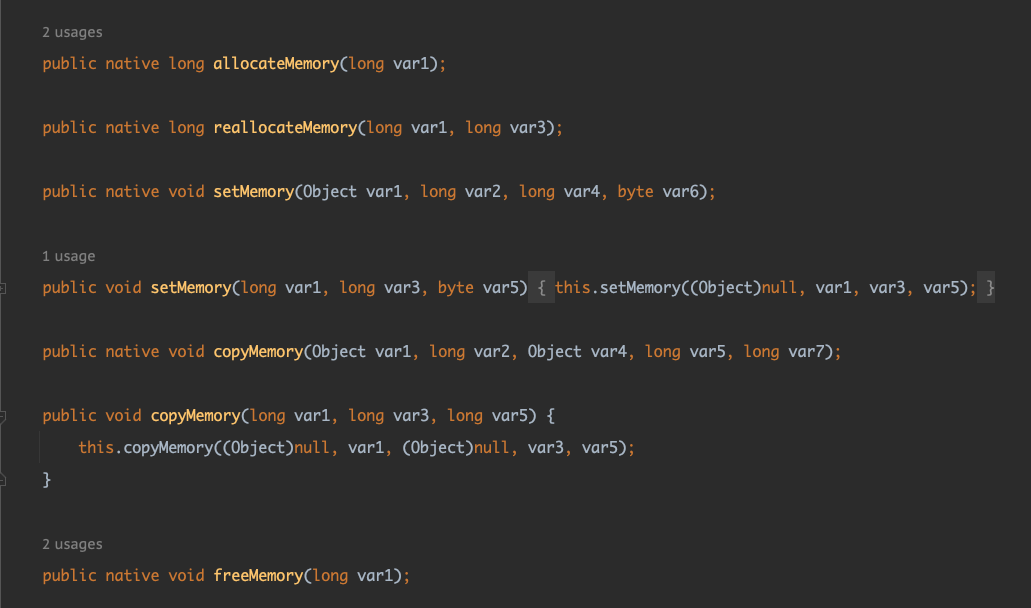 2 usages
public native long allocateMemory(long var1);
public native long reallocateMemory(long var1, long var3);
public native void setMemory(Object var1, long var2, long var4, byte var6);
1 usage
public void setMemory(long var1, long var3, byte var5) { this.setMemory((Object)null, var1, var3, var5); }
public native void copyMemory(Object var1, long var2, Object var4, long var5, long var7);
public void copyMemory(long var1, long var3, long var5) {
this.copyMemory((Object)null, var1, (Object)null, var3, var5);
}
2 usages
public native void freeMemory(long var1);